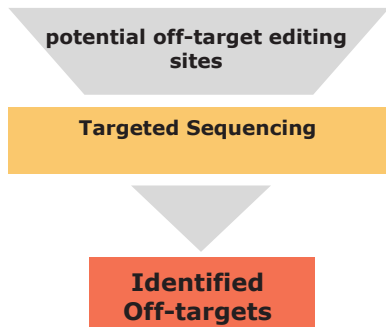 potential off-target editing
sites
Targeted Sequencing
Identified
Off-targets